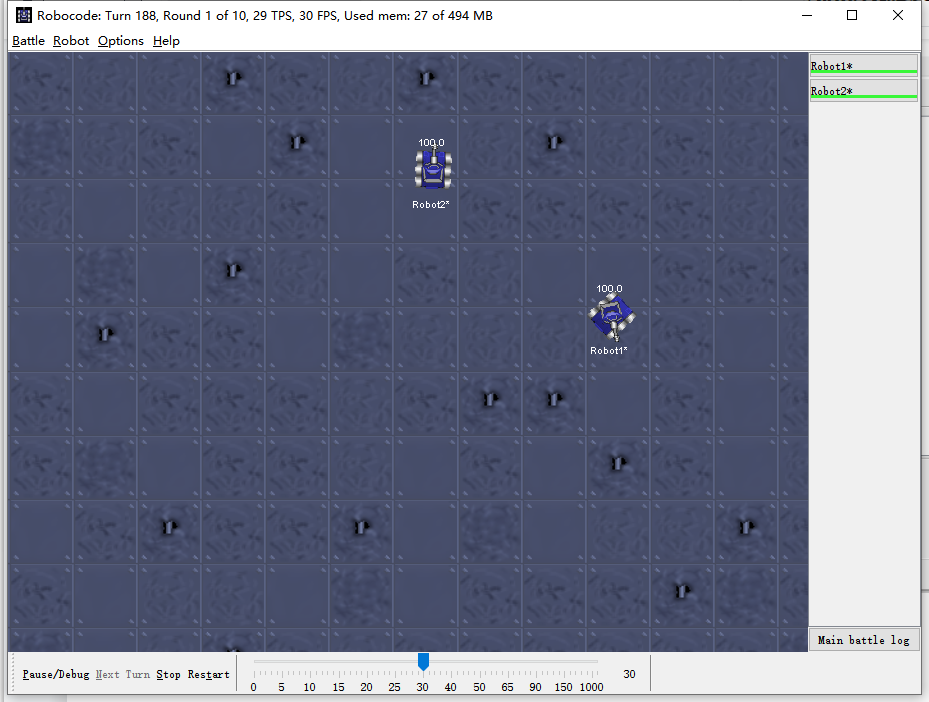 Robocode: Turn 188, Round 1 of 10, 29 TPS, 30 FPS, Used mem: 27 of 494 MB
Battle Robot Options Help
Robot1*
Robot2*
100.0
Robot2*
100.0
Robot1*
Main battle log
Pause/Debug Next Turn Stop Restart
30
0 5 10 15 20 25 30 40 50 65 90 150 1000